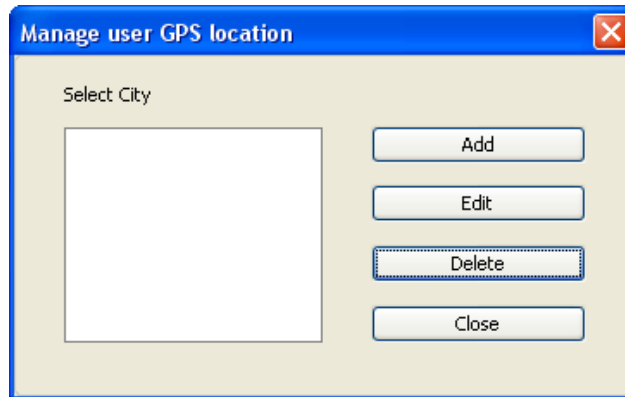 Manage user GPS location
Select City
Add
Edit
Delete
Close